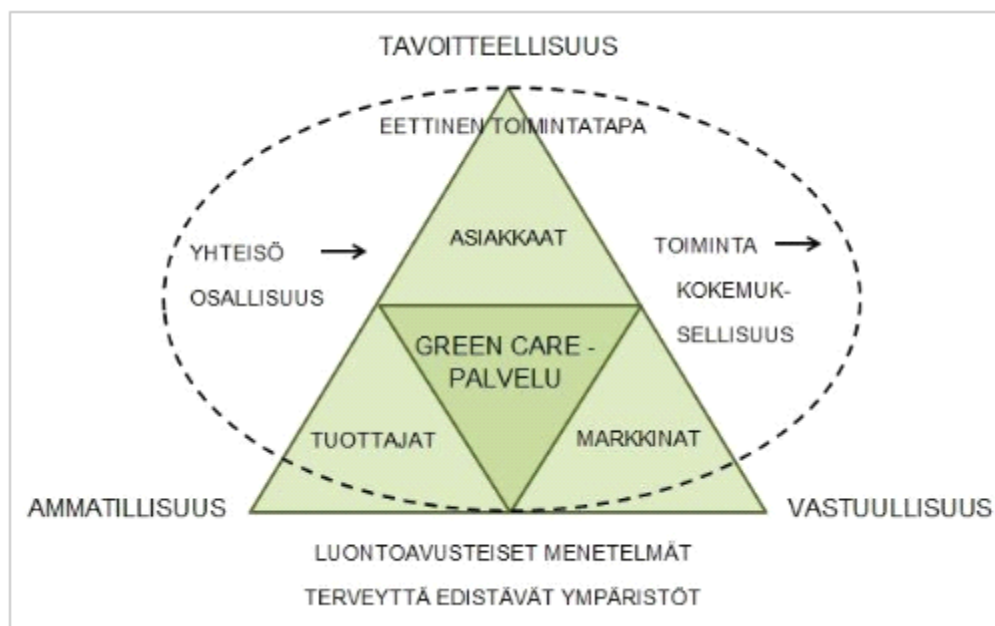 TAVOITTEELLISUUS
EETTINEN TOIMINTATAPA
ASIAKKAAT
YHTEISÖ
OSALLISUUS
TOIMINTA
KOKEMUK-
SELLISUUS
GREEN CARE -
PALVELU
TUOTTAJAT
MARKKINAT
AMMATILLISUUS
VASTUULLISUUS
LUONTOAVUSTEISET MENETELMÄT
TERVEYTTÄ EDISTÄVÄT YMPÄRISTÖT